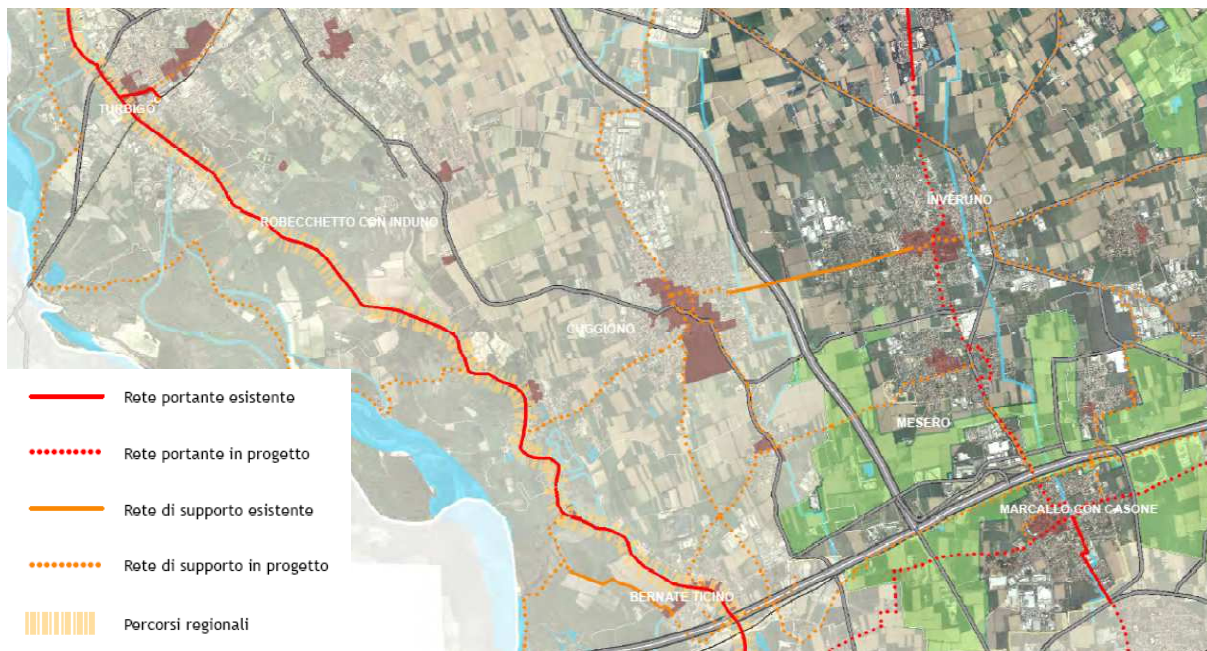 TURBIGO
ROBECCHETTO CON INDUNO
INVERUNO
CUGGIONO
MESERO
MARCALLO CON CASONE
BERNATE TICINO
Rete portante esistente
Rete portante in progetto
Rete di supporto esistente
Rete di supporto in progetto
Percorsi regionali